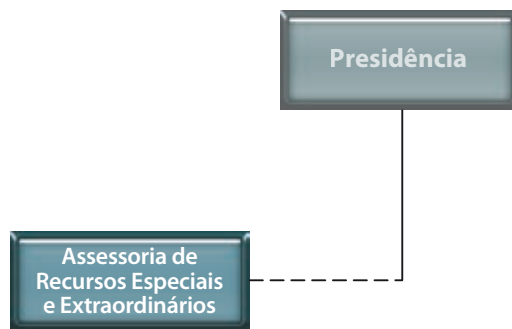 Presidência
Assessoria de
Recursos Especiais
e Extraordinários